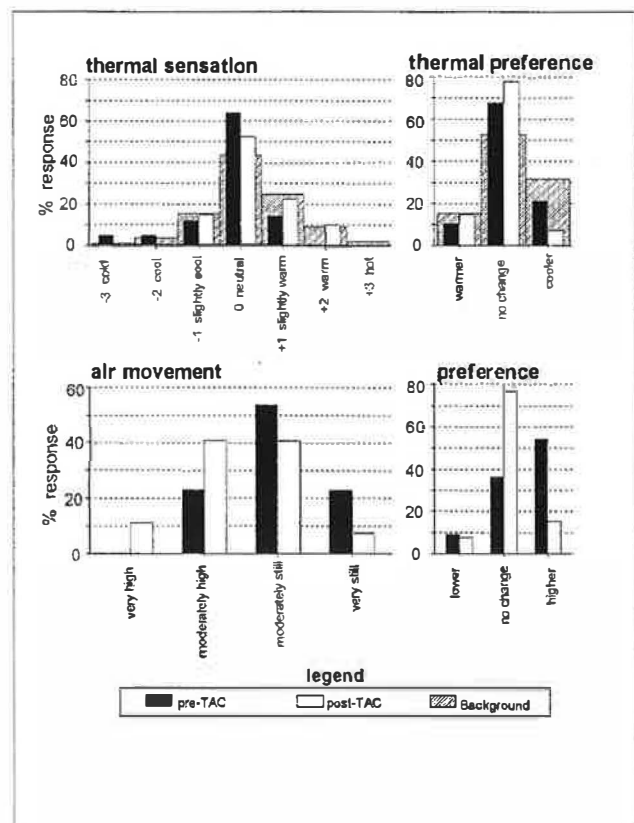 thermal sensation
80
60
40
20
0
% response
-3 cold
-2 cool
-1 slightly cool
0 neutral
+1 slightly warm
+2 warm
+3 hot
thermal preference
80
60
40
20
0
warmer
no change
cooler
air movement
60
40
20
0
% response
very high
moderately high
moderately still
very still
preference
80
60
40
20
0
lower
no change
higher
legend
pre-TAC post-TAC Background